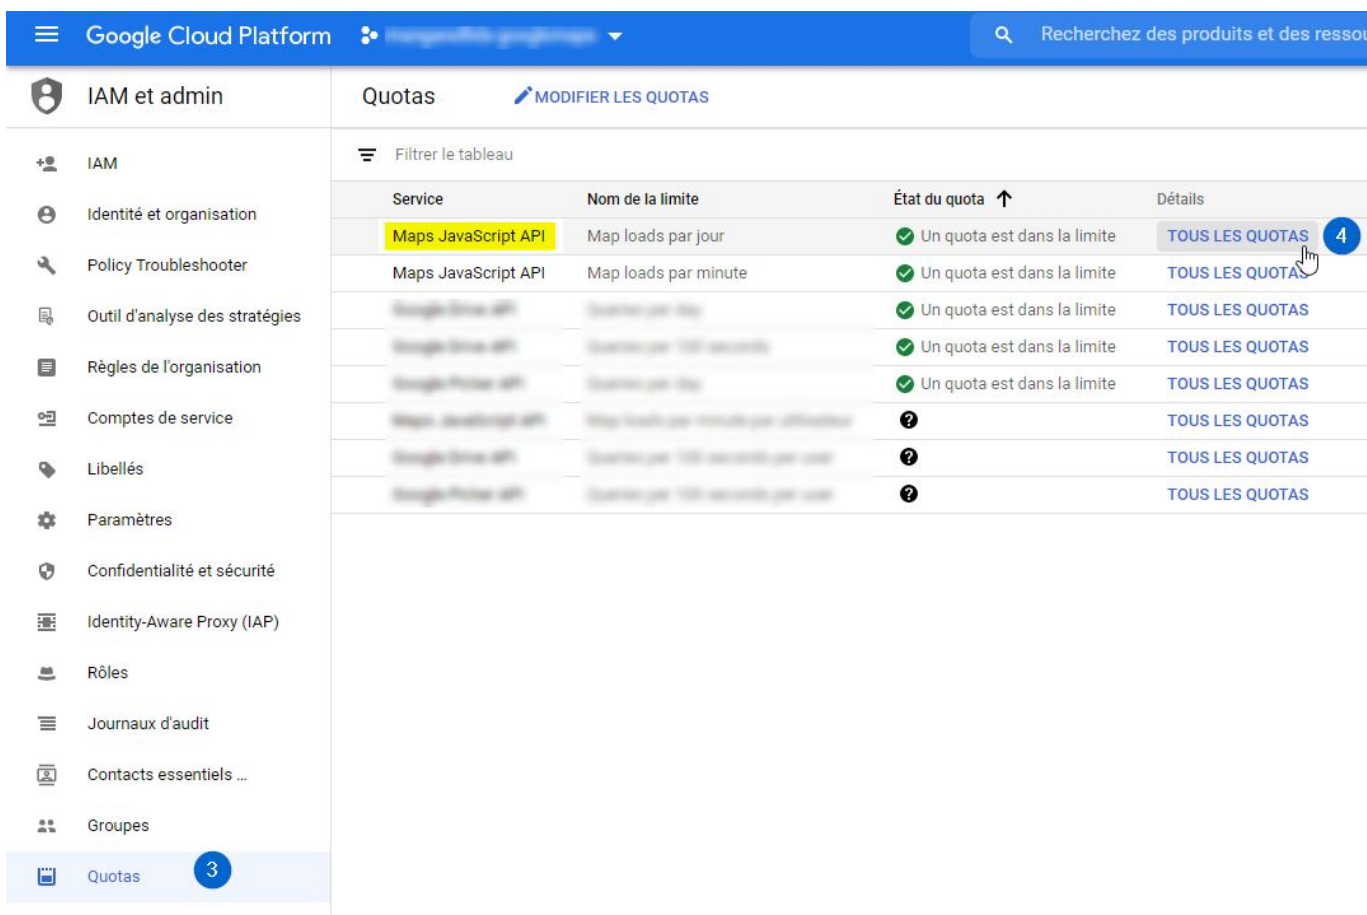 Google Cloud Platform
Recherchez des produits et des ressou
IAM et admin
Quotas
MODIFIER LES QUOTAS
IAM
Identité et organisation
Policy Troubleshooter
Outil d'analyse des stratégies
Règles de l'organisation
Comptes de service
Libellés
Paramètres
Confidentialité et sécurité
Identity-Aware Proxy (IAP)
Rôles
Journaux d'audit
Contacts essentiels ...
Groupes
Quotas 3
Filtrer le tableau
Service Nom de la limite État du quota Détails
Maps JavaScript API Map loads par jour Un quota est dans la limite TOUS LES QUOTAS 4
Maps JavaScript API Map loads par minute Un quota est dans la limite TOUS LES QUOTAS
Un quota est dans la limite TOUS LES QUOTAS
Un quota est dans la limite TOUS LES QUOTAS
Un quota est dans la limite TOUS LES QUOTAS
TOUS LES QUOTAS
TOUS LES QUOTAS
TOUS LES QUOTAS